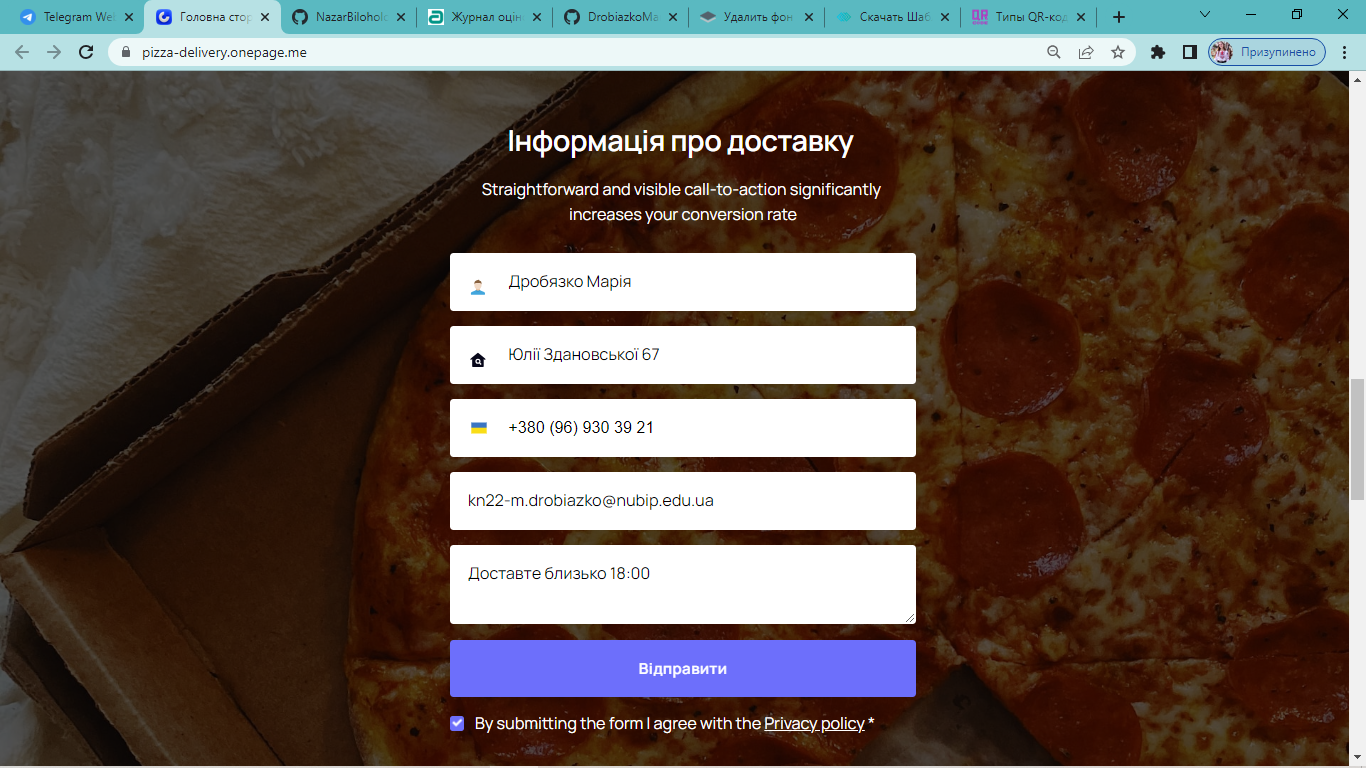 Telegram Web
Головна стор
NazarBiloholo
Журнал оцін
DrobiazkoMa
Удалить фон
Скачать Шаб
Типы QR-код
pizza-delivery.onepage.me
Призупинено
Інформація про доставку
Straightforward and visible call-to-action significantly
increases your conversion rate
Дробязко Марія
Юлії Здановської 67
+380 (96) 930 39 21
kn22-m.drobiazko@nubip.edu.ua
Доставте близько 18:00
Відправити
By submitting the form I agree with the Privacy policy *